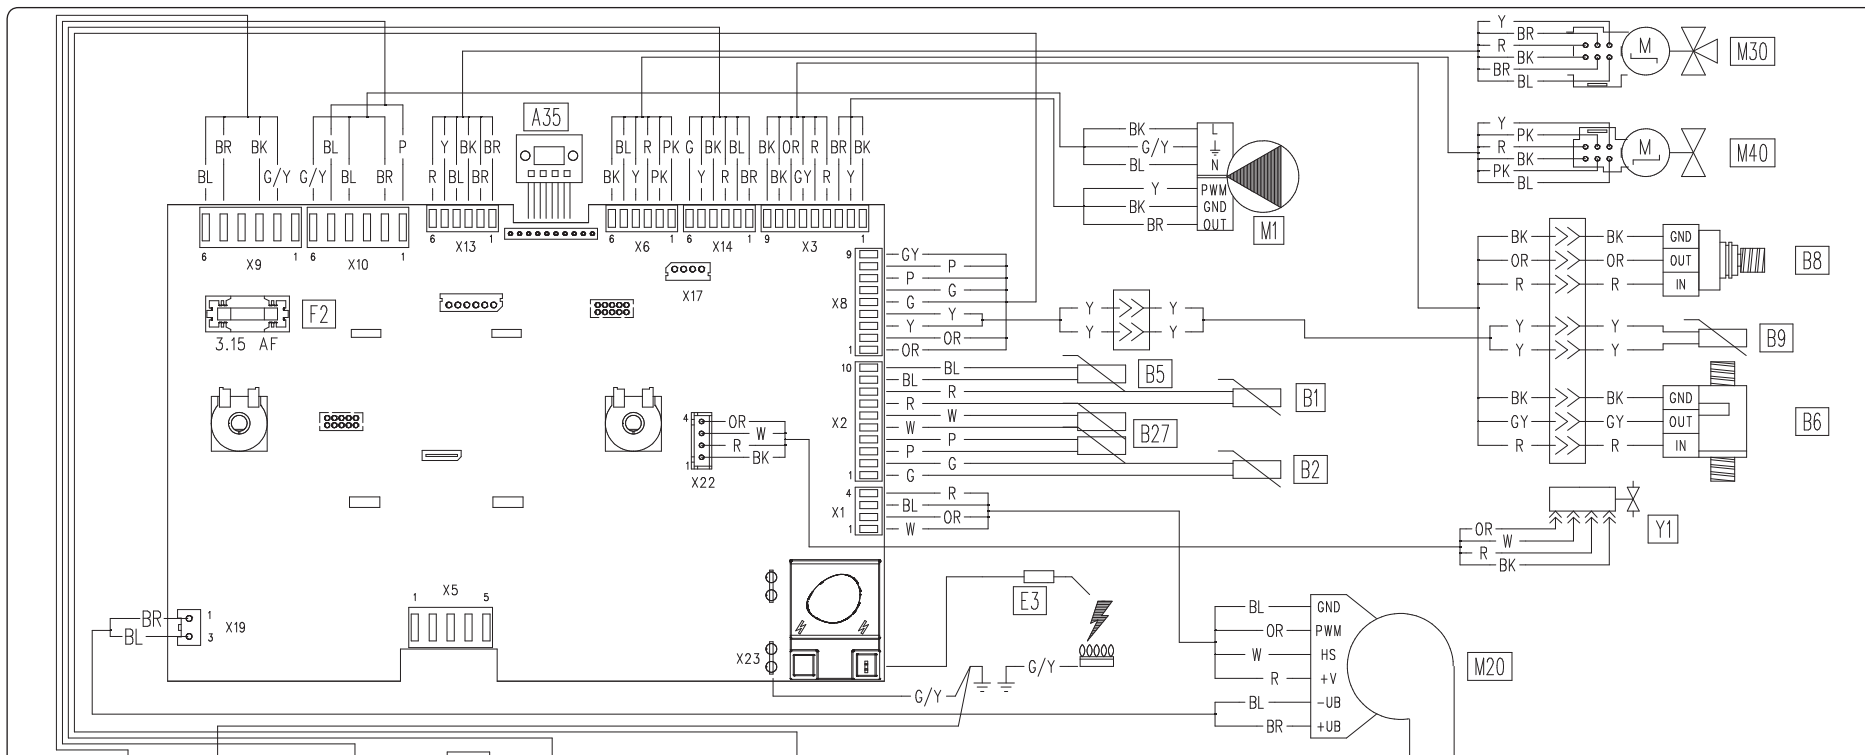 Y
BR
R
BK
BR
BL
M
M30
A35
BR
BK
BL
G/Y
BL
P
G/Y
BL
BR
Y
BK
BR
R
BL
BR
BL
R
PK
BK
Y
PK
G
BK
BL
Y
R
BR
BK
OR
R
BR
BK
BK
GY
R
Y
BK
G/Y
BL
L
N
Y
BK
BR
PWM
GND
OUT
M1
Y
PK
R
BK
PK
BL
M
M40
6
X9
1
6
X10
1
6
X13
1
6
X6
1
6
X14
1
9
X3
1
X17
F2
3.15 AF
9
X8
1
GY
P
P
G
G
Y
Y
OR
OR
Y
Y
Y
Y
BK
OR
R
BK
OR
R
GND
OUT
IN
B8
Y
Y
Y
Y
B9
BK
GY
R
BK
GY
R
GND
OUT
IN
B6
10
X2
1
BL
BL
R
R
W
W
P
P
G
G
B5
B1
B27
B2
4
1
X22
OR
W
R
BK
4
X1
1
R
BL
OR
W
OR
W
R
BK
Y1
X5
1
5
BR
BL
1
3
X19
X23
E3
G/Y
G/Y
BL
OR
W
R
BL
BR
GND
PWM
HS
+V
-UB
+UB
M20